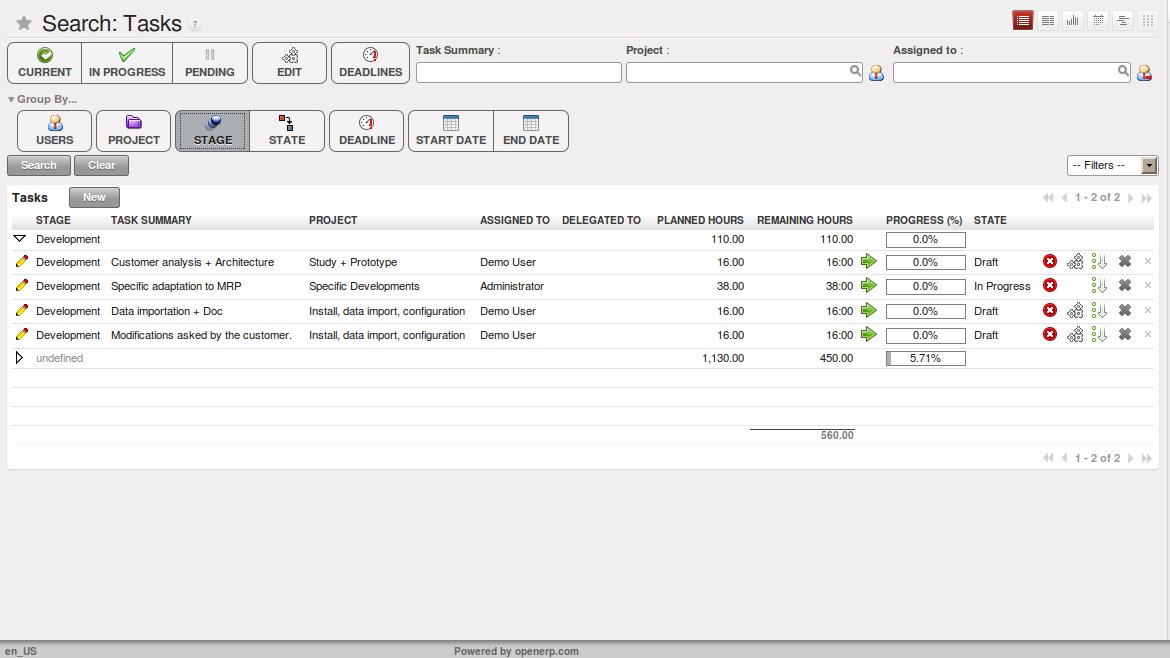 Search: Tasks ?
CURRENT IN PROGRESS PENDING EDIT DEADLINES
Task Summary : Project : Assigned to :
Group By...
USERS PROJECT STAGE STATE DEADLINE START DATE END DATE
Search Clear -- Filters --
Tasks New 1 - 2 of 2
STAGE TASK SUMMARY PROJECT ASSIGNED TO DELEGATED TO PLANNED HOURS REMAINING HOURS PROGRESS (%) STATE
Development 110.00 110.00 0.0%
Development Customer analysis + Architecture Study + Prototype Demo User 16.00 16:00 0.0% Draft
Development Specific adaptation to MRP Specific Developments Administrator 38.00 38:00 0.0% In Progress
Development Data importation + Doc Install, data import, configuration Demo User 16.00 16:00 0.0% Draft
Development Modifications asked by the customer. Install, data import, configuration Demo User 16.00 16:00 0.0% Draft
undefined 1,130.00 450.00 5.71%
560.00
1 - 2 of 2
en_US Powered by openerp.com